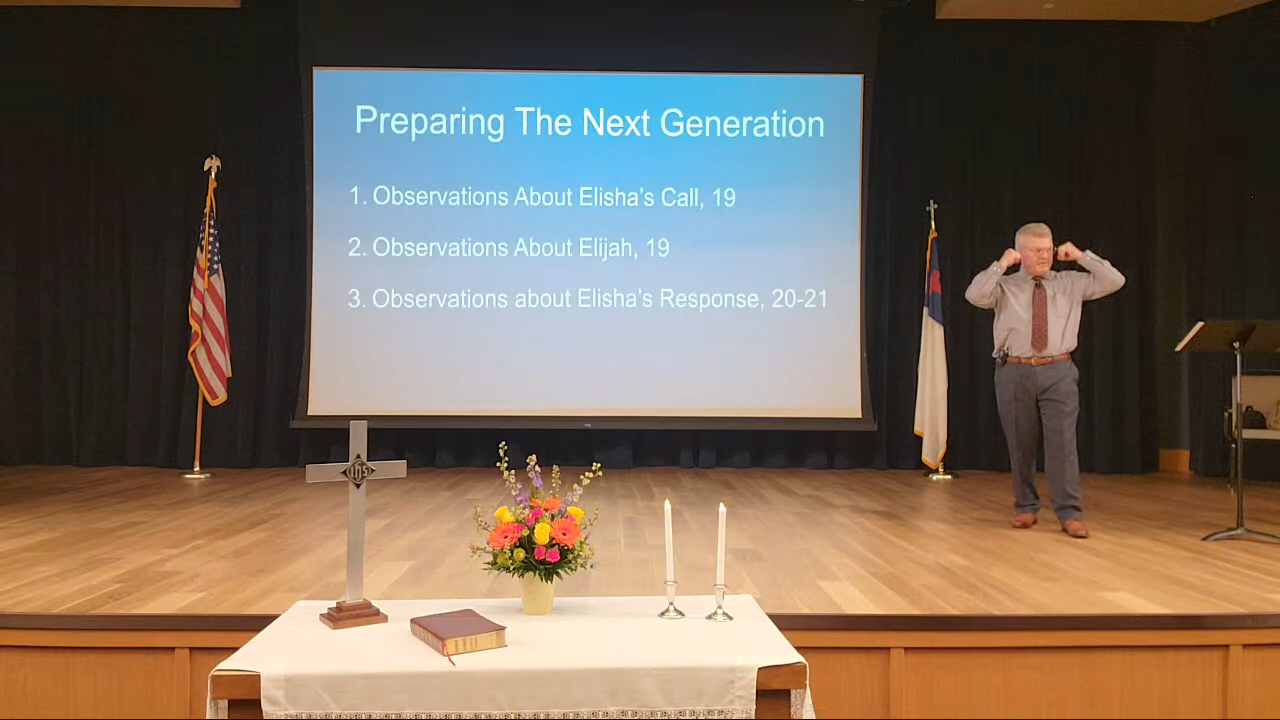 Preparing The Next Generation
1. Observations About Elisha's Call, 19
2. Observations About Elijah, 19
3. Observations about Elisha's Response, 20-21
IHS